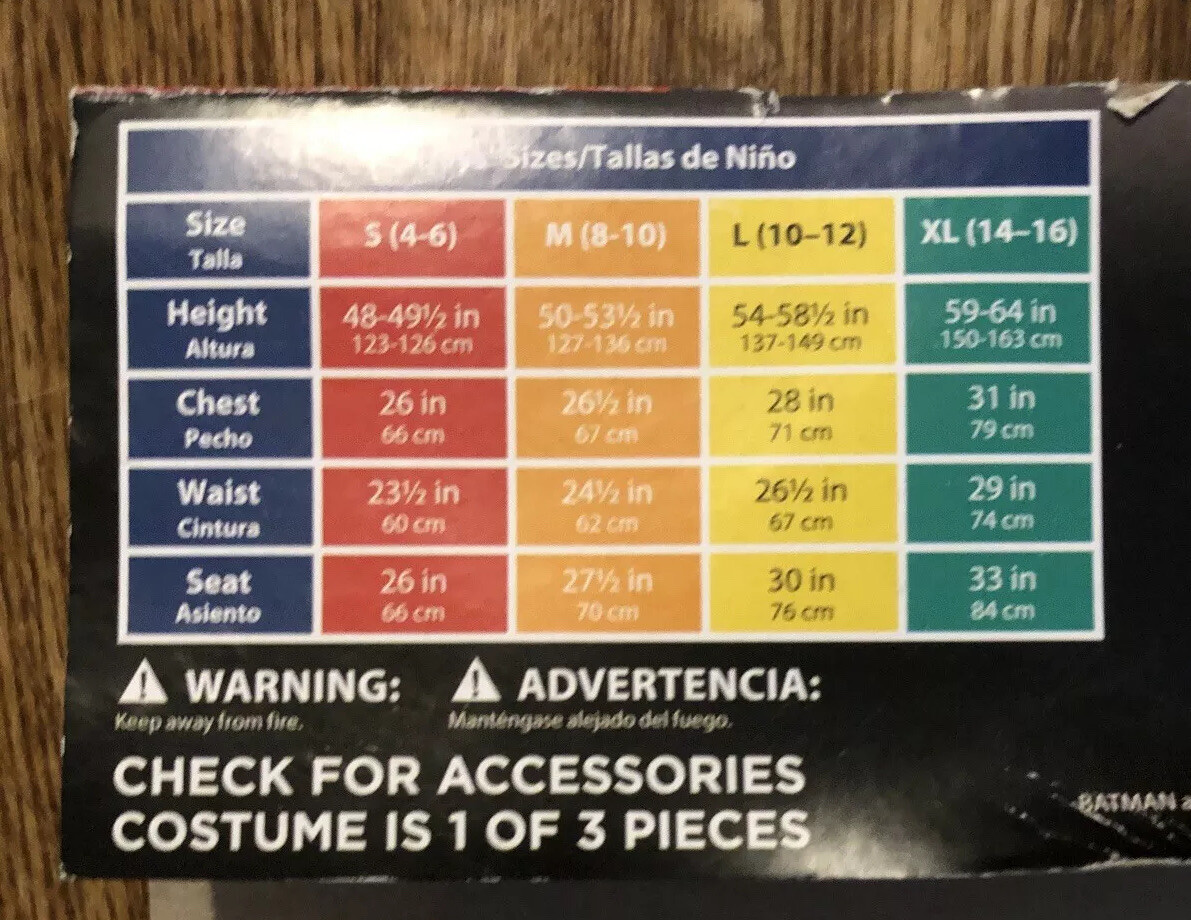 Sizes/Tallas de Niño
Size S (4-6) M (8-10) L (10–12) XL (14–16)
Talla
Height 48-49½ in 50-53½ in 54-58½ in 59-64 in
Altura 123-126 cm 127-136 cm 137-149 cm 150-163 cm
Chest 26 in 26½ in 28 in 31 in
Pecho 66 cm 67 cm 71 cm 79 cm
Waist 23½ in 24½ in 26½ in 29 in
Cintura 60 cm 62 cm 67 cm 74 cm
Seat 26 in 27½ in 30 in 33 in
Asiento 66 cm 70 cm 76 cm 84 cm
WARNING: ADVERTENCIA:
Keep away from fire. Manténgase alejado del fuego.
CHECK FOR ACCESSORIES
COSTUME IS 1 OF 3 PIECES
BATMAN